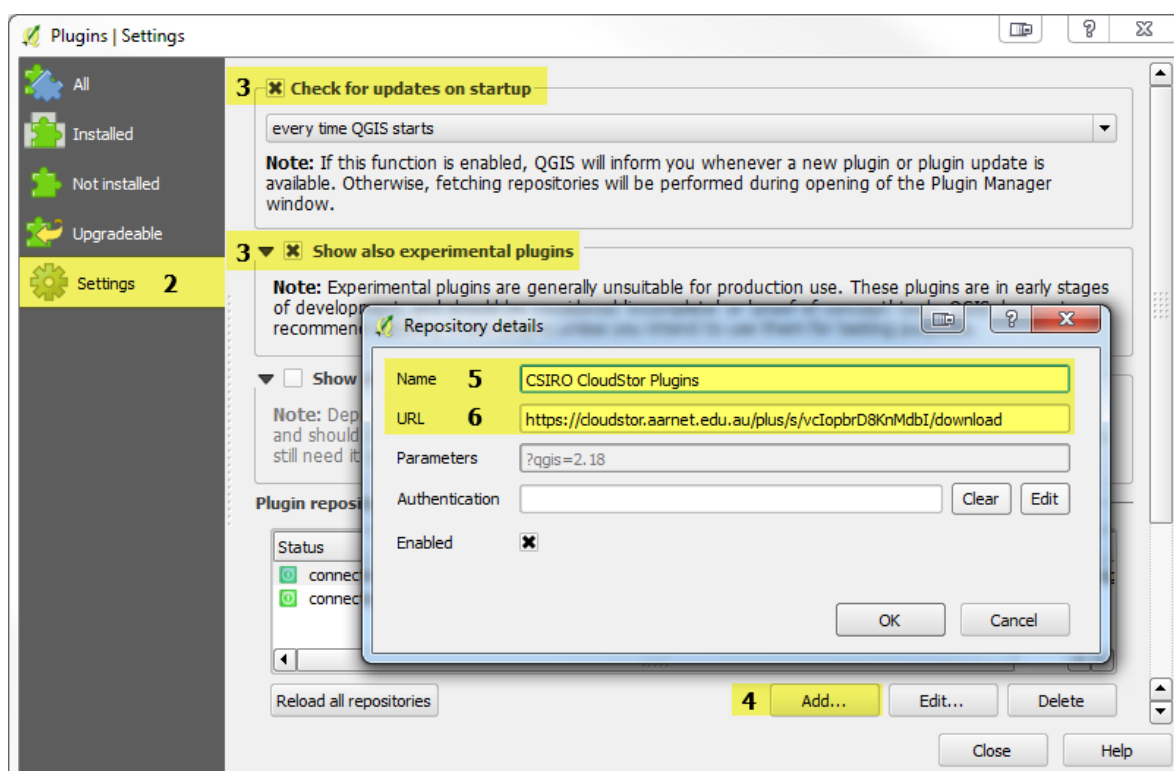 Plugins | Settings
All
Installed
Not installed
Upgradeable
Settings 2
3 Check for updates on startup
every time QGIS starts
Note: If this function is enabled, QGIS will inform you whenever a new plugin or plugin update is
available. Otherwise, fetching repositories will be performed during opening of the Plugin Manager
window.
3 Show also experimental plugins
Note: Experimental plugins are generally unsuitable for production use. These plugins are in early stages
of
Repository details
Name 5 CSIRO CloudStor Plugins
URL 6 https://cloudstor.aarnet.edu.au/plus/s/vcIopbrD8KnMdbI/download
Parameters ?qgis=2.18
Authentication Clear Edit
Enabled
OK Cancel
Show
Note:
and should
still need it
Plugin
Status
Reload all repositories 4 Add... Edit... Delete
Close Help